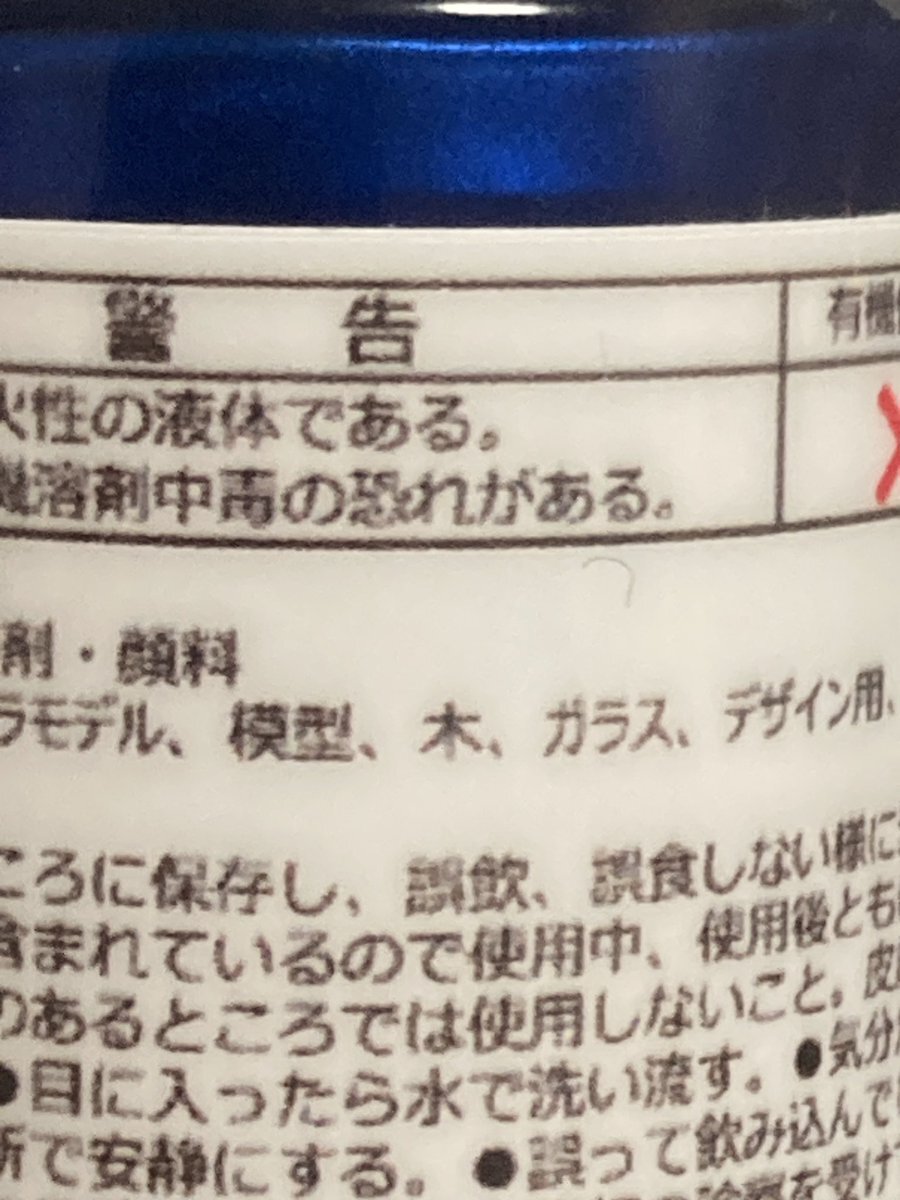 警告
有機
火性の液体である。
機溶剤中毒の恐れがある。
剤・顔料
ラモデル、模型、木、ガラス、デザイン用、
ころに保存し、誤飲、誤食しない様に
含まれているので使用中、使用後とも
のあるところでは使用しないこと。皮
●目に入ったら水で洗い流す。●気分
所で安静にする。●誤って飲み込んで
を受け